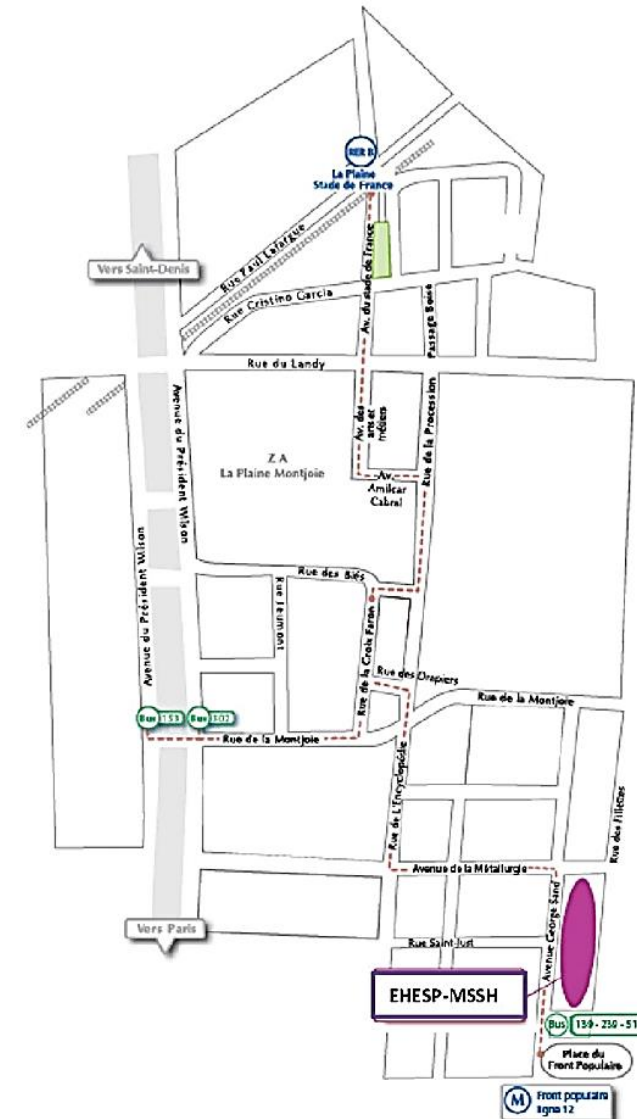 RER B
La Plaine
Stade de France
Vers Saint-Denis
Rue Paul Lafargue
Rue Cristino Garcia
Av. du stade de France
Passage Boise
Rue du Landy
Av. des
arts et
métiers
Rue de la Procession
Z A
La Plaine Montjoie
Av.
Amilcar
Cabral
Avenue du Président Wilson
Avenue du Président Wilson
Rue des Blés
Rue Jeumont
Rue de la Croix Faron
Rue des Drapiers
Rue de la Montjoie
Bus 153
Bus 302
Rue de la Montjoie
Rue de L'Encyclopédie
Rue des Fillettes
Avenue de la Métallurgie
Avenue George Sand
Vers Paris
Rue Saint-Just
EHESP-MSSH
Bus 139 - 239 - 51
Place du
Front Populaire
M Front populaire
ligne 12